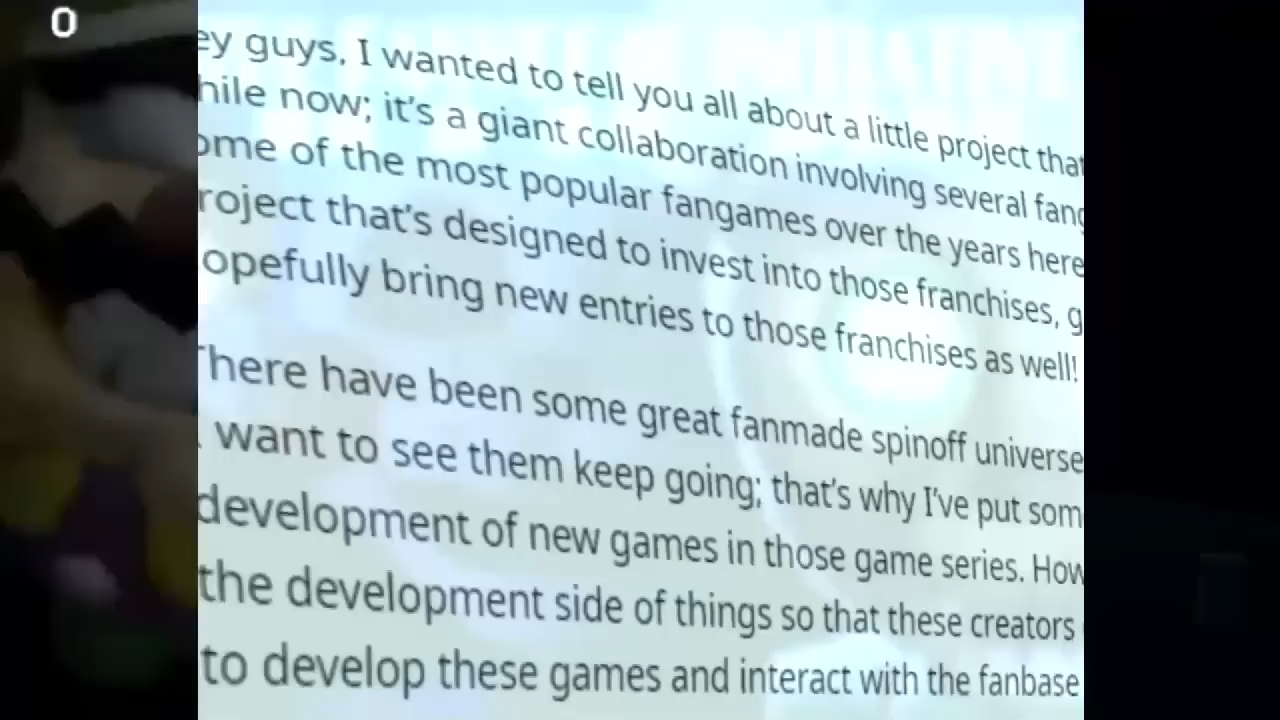 0
ey guys, I wanted to tell you all about a little project that
hile now; it's a giant collaboration involving several fang
ome of the most popular fangames over the years here
roject that's designed to invest into those franchises, g
opefully bring new entries to those franchises as well!
There have been some great fanmade spinoff universe
want to see them keep going; that's why I've put som
development of new games in those game series. How
the development side of things so that these creators
to develop these games and interact with the fanbase